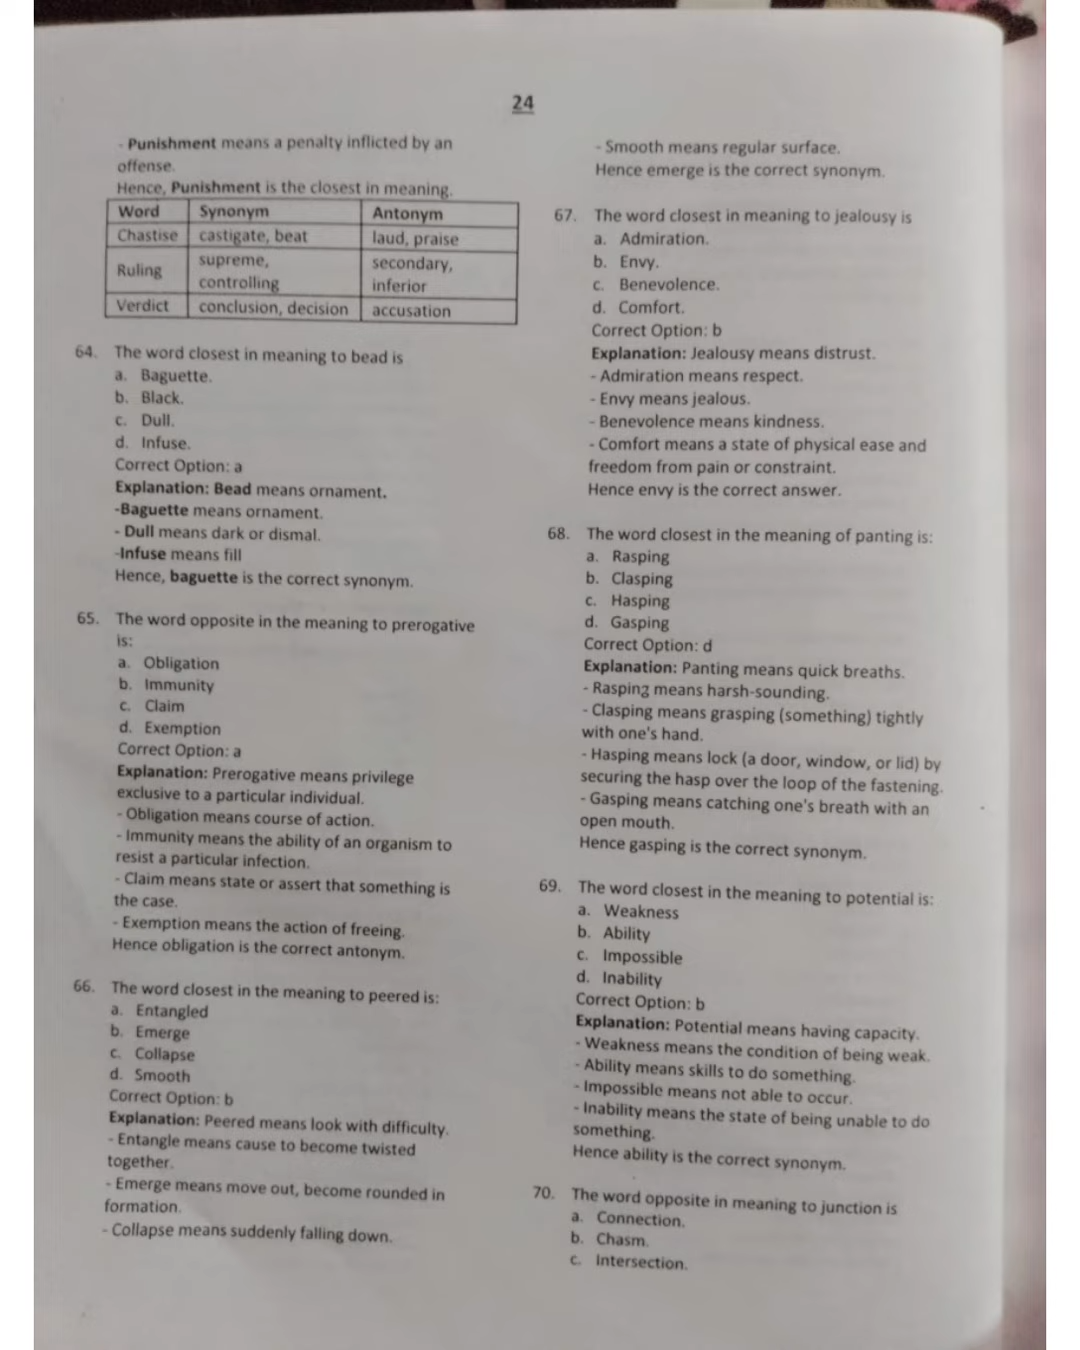 24
- Punishment means a penalty inflicted by an
offense.
Hence, Punishment is the closest in meaning.
Word Synonym Antonym
Chastise castigate, beat laud, praise
Ruling supreme, controlling secondary, inferior
Verdict conclusion, decision accusation
64. The word closest in meaning to bead is
a. Baguette.
b. Black.
c. Dull.
d. Infuse.
Correct Option: a
Explanation: Bead means ornament.
-Baguette means ornament.
- Dull means dark or dismal.
-Infuse means fill
Hence, baguette is the correct synonym.
65. The word opposite in the meaning to prerogative
is:
a. Obligation
b. Immunity
c. Claim
d. Exemption
Correct Option: a
Explanation: Prerogative means privilege
exclusive to a particular individual.
- Obligation means course of action.
- Immunity means the ability of an organism to
resist a particular infection.
- Claim means state or assert that something is
the case.
- Exemption means the action of freeing.
Hence obligation is the correct antonym.
66. The word closest in the meaning to peered is:
a. Entangled
b. Emerge
c. Collapse
d. Smooth
Correct Option: b
Explanation: Peered means look with difficulty.
- Entangle means cause to become twisted
together.
- Emerge means move out, become rounded in
formation.
- Collapse means suddenly falling down.
- Smooth means regular surface.
Hence emerge is the correct synonym.
67. The word closest in meaning to jealousy is
a. Admiration.
b. Envy.
c. Benevolence.
d. Comfort.
Correct Option: b
Explanation: Jealousy means distrust.
- Admiration means respect.
- Envy means jealous.
- Benevolence means kindness.
- Comfort means a state of physical ease and
freedom from pain or constraint.
Hence envy is the correct answer.
68. The word closest in the meaning of panting is:
a. Rasping
b. Clasping
c. Hasping
d. Gasping
Correct Option: d
Explanation: Panting means quick breaths.
- Rasping means harsh-sounding.
- Clasping means grasping (something) tightly
with one's hand.
- Hasping means lock (a door, window, or lid) by
securing the hasp over the loop of the fastening.
- Gasping means catching one's breath with an
open mouth.
Hence gasping is the correct synonym.
69. The word closest in the meaning to potential is:
a. Weakness
b. Ability
c. Impossible
d. Inability
Correct Option: b
Explanation: Potential means having capacity.
- Weakness means the condition of being weak.
- Ability means skills to do something.
- Impossible means not able to occur.
- Inability means the state of being unable to do
something.
Hence ability is the correct synonym.
70. The word opposite in meaning to junction is
a. Connection.
b. Chasm.
c. Intersection.